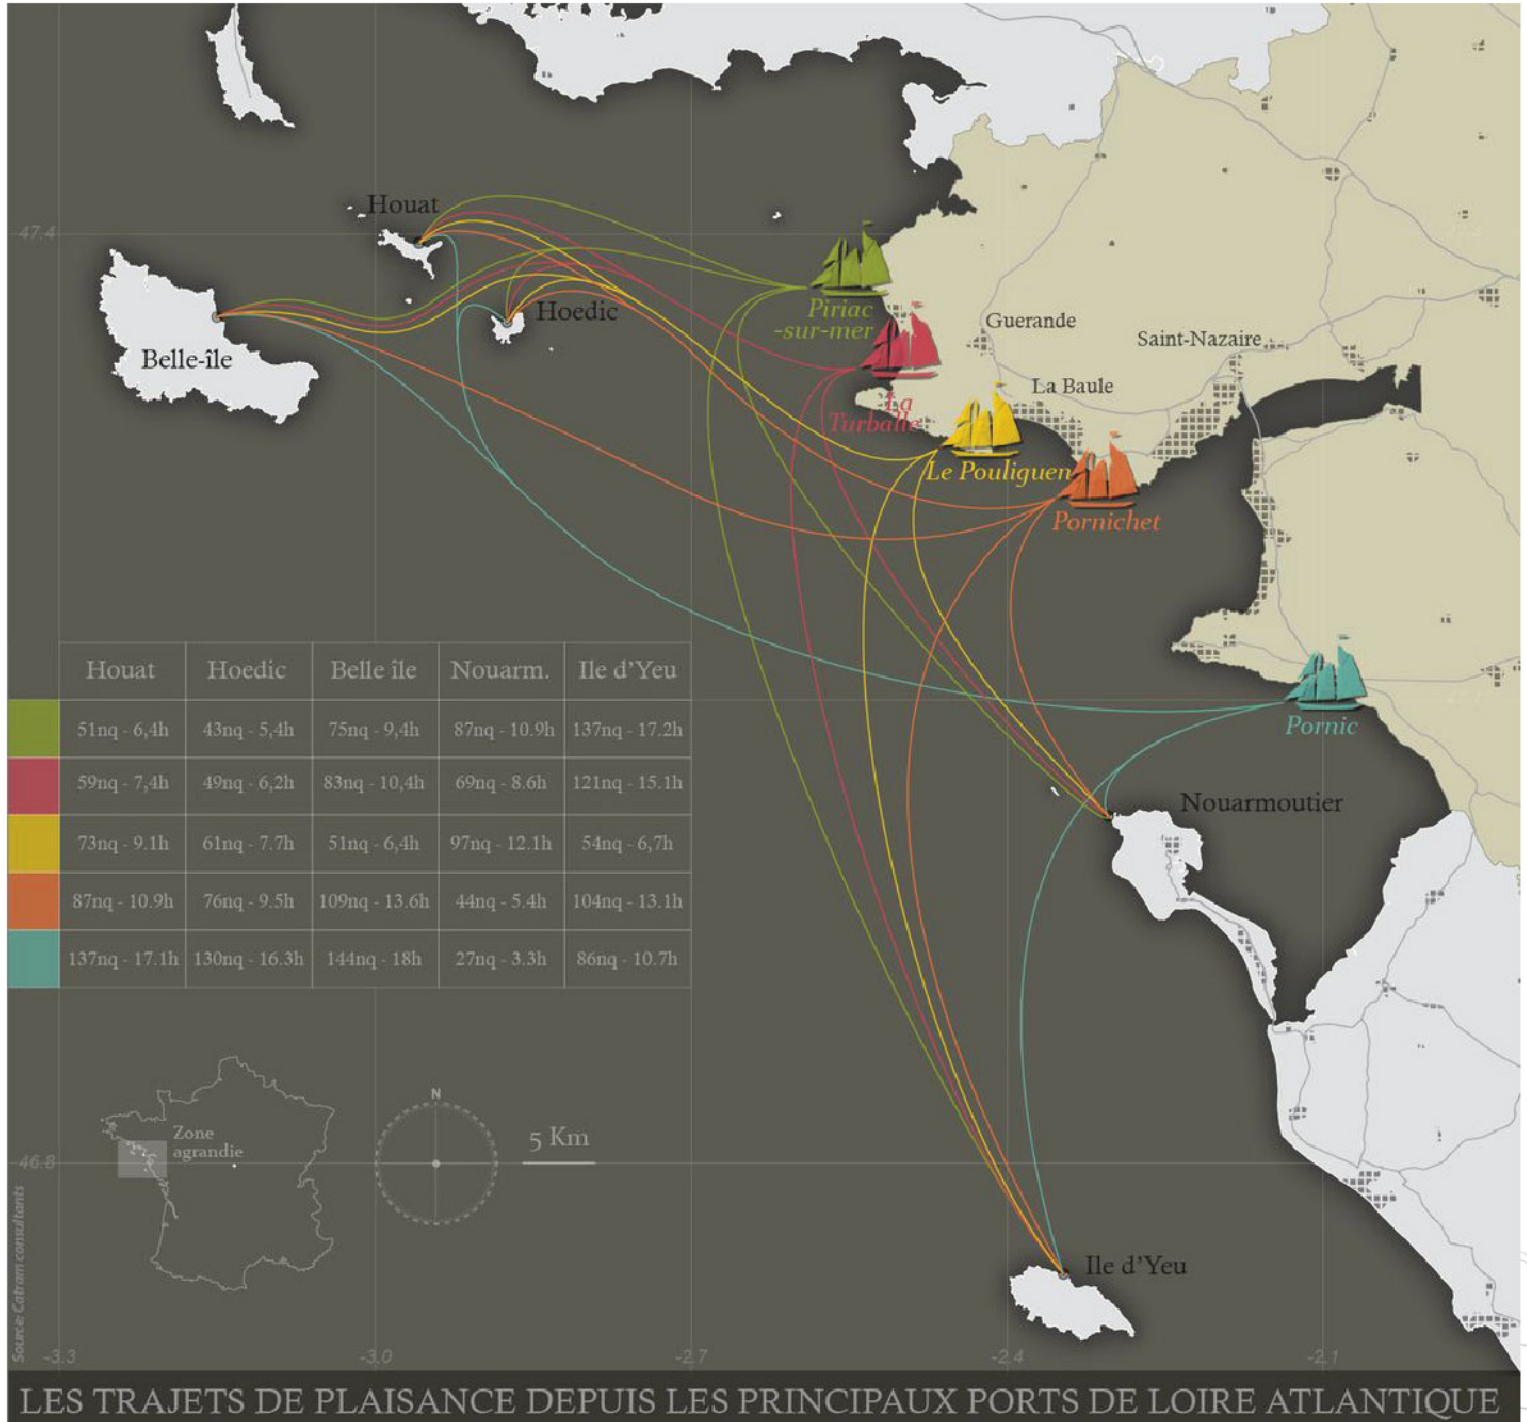 Houat
47.4
Hoedic
Belle-île
Piriac
-sur-mer
Guerande
Saint-Nazaire
La
Turballe
La Baule
Le Pouliguen
Pornichet
Pornic
Nouarmoutier
Houat Hoedic Belle île Nouarm. Ile d'Yeu
51nq - 6,4h 43nq - 5,4h 75nq - 9,4h 87nq - 10.9h 137nq - 17.2h
59nq - 7,4h 49nq - 6,2h 83nq - 10,4h 69nq - 8.6h 121nq - 15.1h
73nq - 9.1h 61nq - 7.7h 51nq - 6,4h 97nq - 12.1h 54nq - 6,7h
87nq - 10.9h 76nq - 9.5h 109nq - 13.6h 44nq - 5.4h 104nq - 13.1h
137nq - 17.1h 130nq - 16.3h 144nq - 18h 27nq - 3.3h 86nq - 10.7h
N
Zone
agrandie
5 Km
46.8
Ile d'Yeu
Source: Catram consultants
-3.3 -3.0 -2.7 -2.4 -2.1
LES TRAJETS DE PLAISANCE DEPUIS LES PRINCIPAUX PORTS DE LOIRE ATLANTIQUE